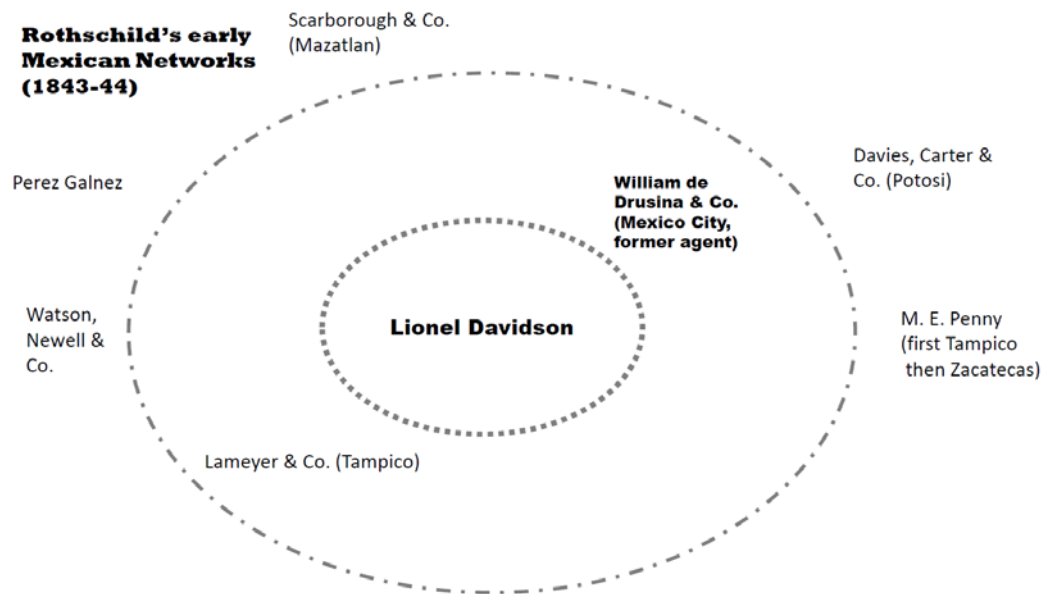 Rothschild's early
Mexican Networks
(1843-44)
Scarborough & Co.
(Mazatlan)
Perez Galnez
Davies, Carter &
Co. (Potosi)
William de
Drusina & Co.
(Mexico City,
former agent)
Watson,
Newell &
Co.
Lionel Davidson
M. E. Penny
(first Tampico
then Zacatecas)
Lameyer & Co. (Tampico)